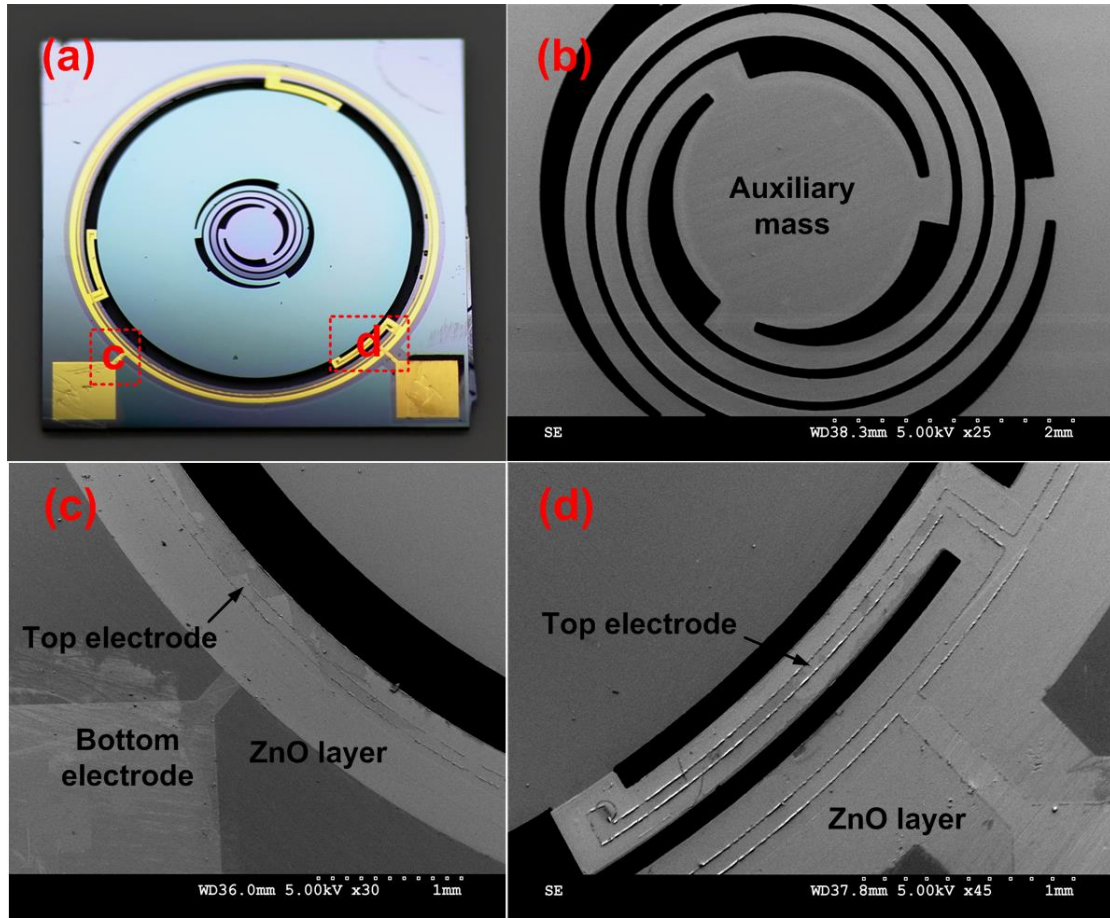 (a)
c
d
(b)
Auxiliary
mass
SE
WD38.3mm 5.00kV x25 2mm
(c)
Top electrode
Bottom
electrode
ZnO layer
WD36.0mm 5.00kV x30 1mm
(d)
Top electrode
ZnO layer
SE
WD37.8mm 5.00kV x45 1mm